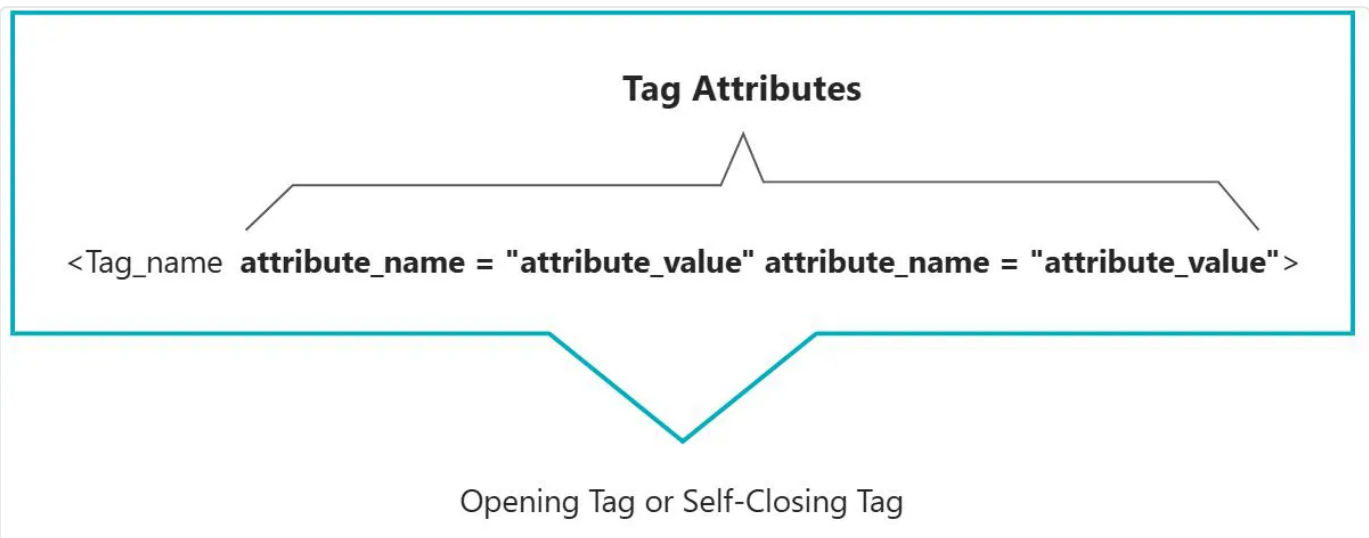 Tag Attributes
<Tag_name attribute_name = "attribute_value" attribute_name = "attribute_value">
Opening Tag or Self-Closing Tag